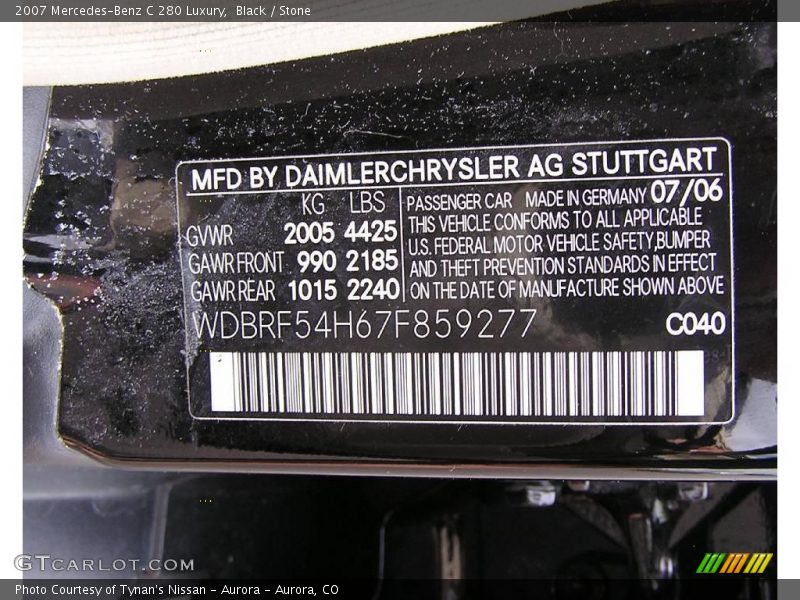 2007 Mercedes-Benz C 280 Luxury, Black / Stone
MFD BY DAIMLERCHRYSLER AG STUTTGART
KG LBS
GVWR 2005 4425
GAWR FRONT 990 2185
GAWR REAR 1015 2240
PASSENGER CAR MADE IN GERMANY 07/06
THIS VEHICLE CONFORMS TO ALL APPLICABLE
U.S. FEDERAL MOTOR VEHICLE SAFETY,BUMPER
AND THEFT PREVENTION STANDARDS IN EFFECT
ON THE DATE OF MANUFACTURE SHOWN ABOVE
WDBRF54H67F859277 C040
GTCARLOT.COM
Photo Courtesy of Tynan's Nissan - Aurora - Aurora, CO